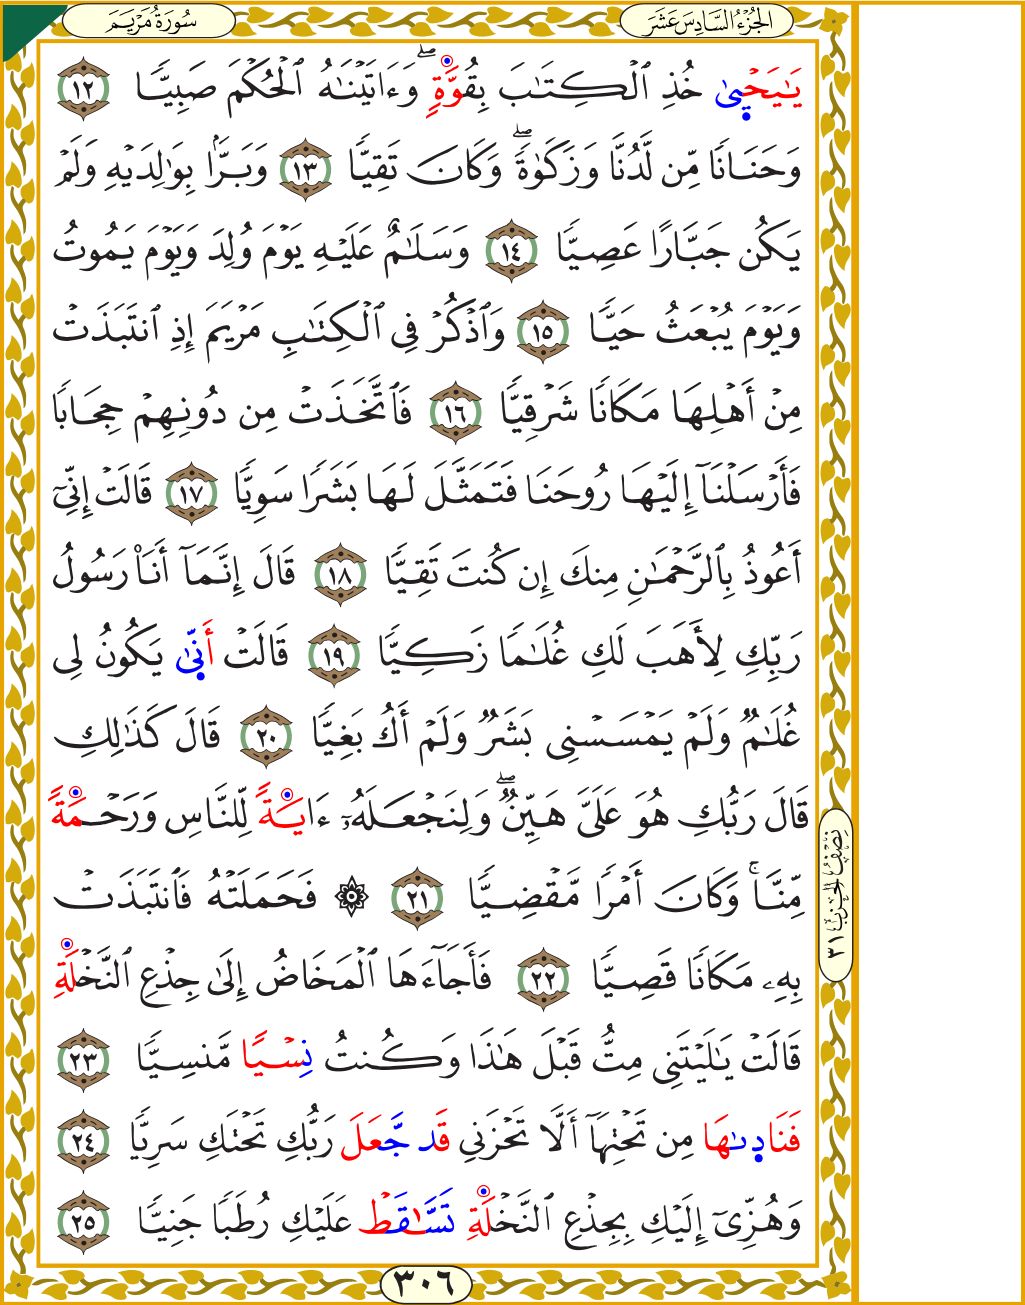 سُورَةُ مَرْيَمَ
الجُزْءُ السَّادِسَ عَشَرَ
يَٰيَحْيىٰ خُذِ ٱلْكِتَٰبَ بِقُوَّةٍۖ وَءَاتَيْنَٰهُ ٱلْحُكْمَ صَبِيًّا ١٢
وَحَنَانًا مِّن لَّدُنَّا وَزَكَوٰةًۖ وَكَانَ تَقِيًّا ١٣ وَبَرًّۢا بِوَٰلِدَيْهِ وَلَمْ
يَكُن جَبَّارًا عَصِيًّا ١٤ وَسَلَٰمٌ عَلَيْهِ يَوْمَ وُلِدَ وَيَوْمَ يَمُوتُ
وَيَوْمَ يُبْعَثُ حَيًّا ١٥ وَٱذْكُرْ فِى ٱلْكِتَٰبِ مَرْيَمَ إِذِ ٱنتَبَذَتْ
مِنْ أَهْلِهَا مَكَانًا شَرْقِيًّا ١٦ فَٱتَّخَذَتْ مِن دُونِهِمْ حِجَابًا
فَأَرْسَلْنَآ إِلَيْهَا رُوحَنَا فَتَمَثَّلَ لَهَا بَشَرًا سَوِيًّا ١٧ قَالَتْ إِنِّىٓ
أَعُوذُ بِٱلرَّحْمَٰنِ مِنكَ إِن كُنتَ تَقِيًّا ١٨ قَالَ إِنَّمَآ أَنَا۠ رَسُولُ
رَبِّكِ لِأَهَبَ لَكِ غُلَٰمًا زَكِيًّا ١٩ قَالَتْ أَنِّىٰ يَكُونُ لِى
غُلَٰمٌ وَلَمْ يَمْسَسْنِى بَشَرٌ وَلَمْ أَكُ بَغِيًّا ٢٠ قَالَ كَذَٰلِكِ
قَالَ رَبُّكِ هُوَ عَلَىَّ هَيِّنٌۖ وَلِنَجْعَلَهُۥٓ ءَايَةً لِّلنَّاسِ وَرَحْمَةً
مِّنَّاۚ وَكَانَ أَمْرًا مَّقْضِيًّا ٢١ ۞ فَحَمَلَتْهُ فَٱنتَبَذَتْ
بِهِۦ مَكَانًا قَصِيًّا ٢٢ فَأَجَآءَهَا ٱلْمَخَاضُ إِلَىٰ جِذْعِ ٱلنَّخْلَةِ
قَالَتْ يَٰلَيْتَنِى مِتُّ قَبْلَ هَٰذَا وَكُنتُ نِسْيًا مَّنسِيًّا ٢٣
فَنَادِىٰهَا مِن تَحْتِهَآ أَلَّا تَحْزَنِى قَد جَّعَلَ رَبُّكِ تَحْتَكِ سَرِيًّا ٢٤
وَهُزِّىٓ إِلَيْكِ بِجِذْعِ ٱلنَّخْلَةِ تَسَّٰقَطْ عَلَيْكِ رُطَبًا جَنِيًّا ٢٥
نِصْفُ الحِزْبِ ٣١
٣٠٦